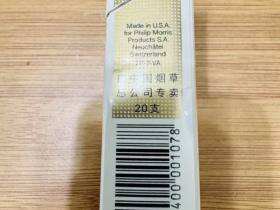 Made in U.S.A.
for Philip Morris
Products S.A.
Neuchâtel
Switzerland
中国烟草
总公司专卖
20支
400001078